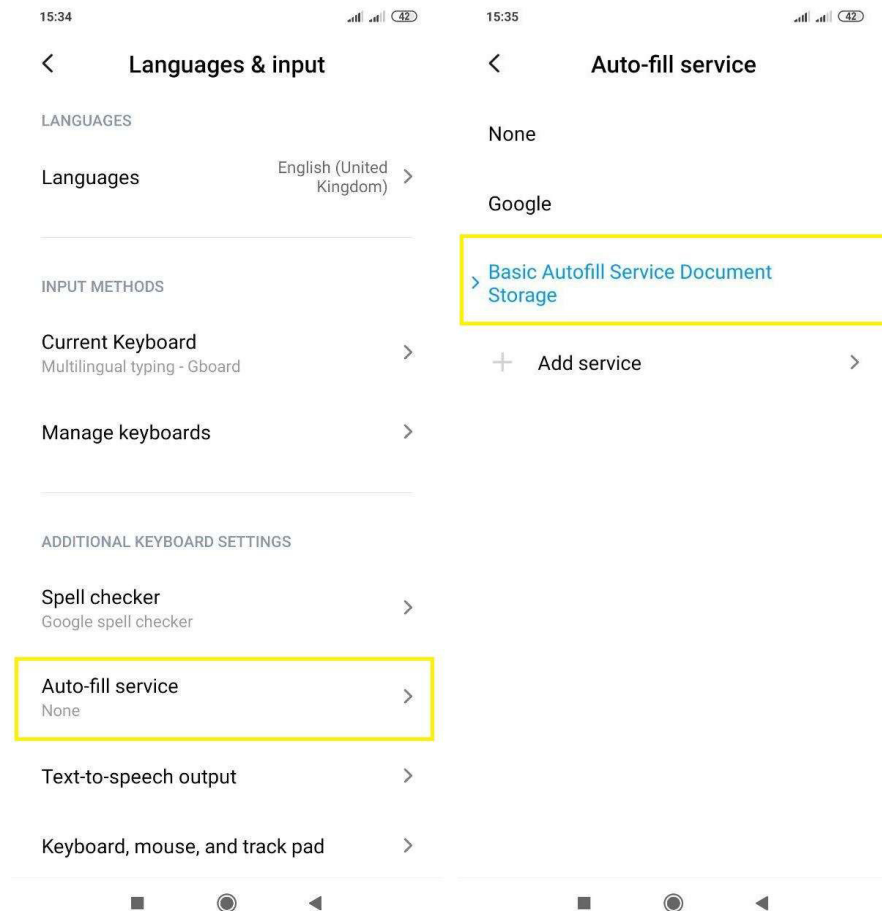 15:34
42
Languages & input
LANGUAGES
Languages
English (United
Kingdom)
INPUT METHODS
Current Keyboard
Multilingual typing - Gboard
Manage keyboards
ADDITIONAL KEYBOARD SETTINGS
Spell checker
Google spell checker
Auto-fill service
None
Text-to-speech output
Keyboard, mouse, and track pad
15:35
42
Auto-fill service
None
Google
Basic Autofill Service Document
Storage
Add service